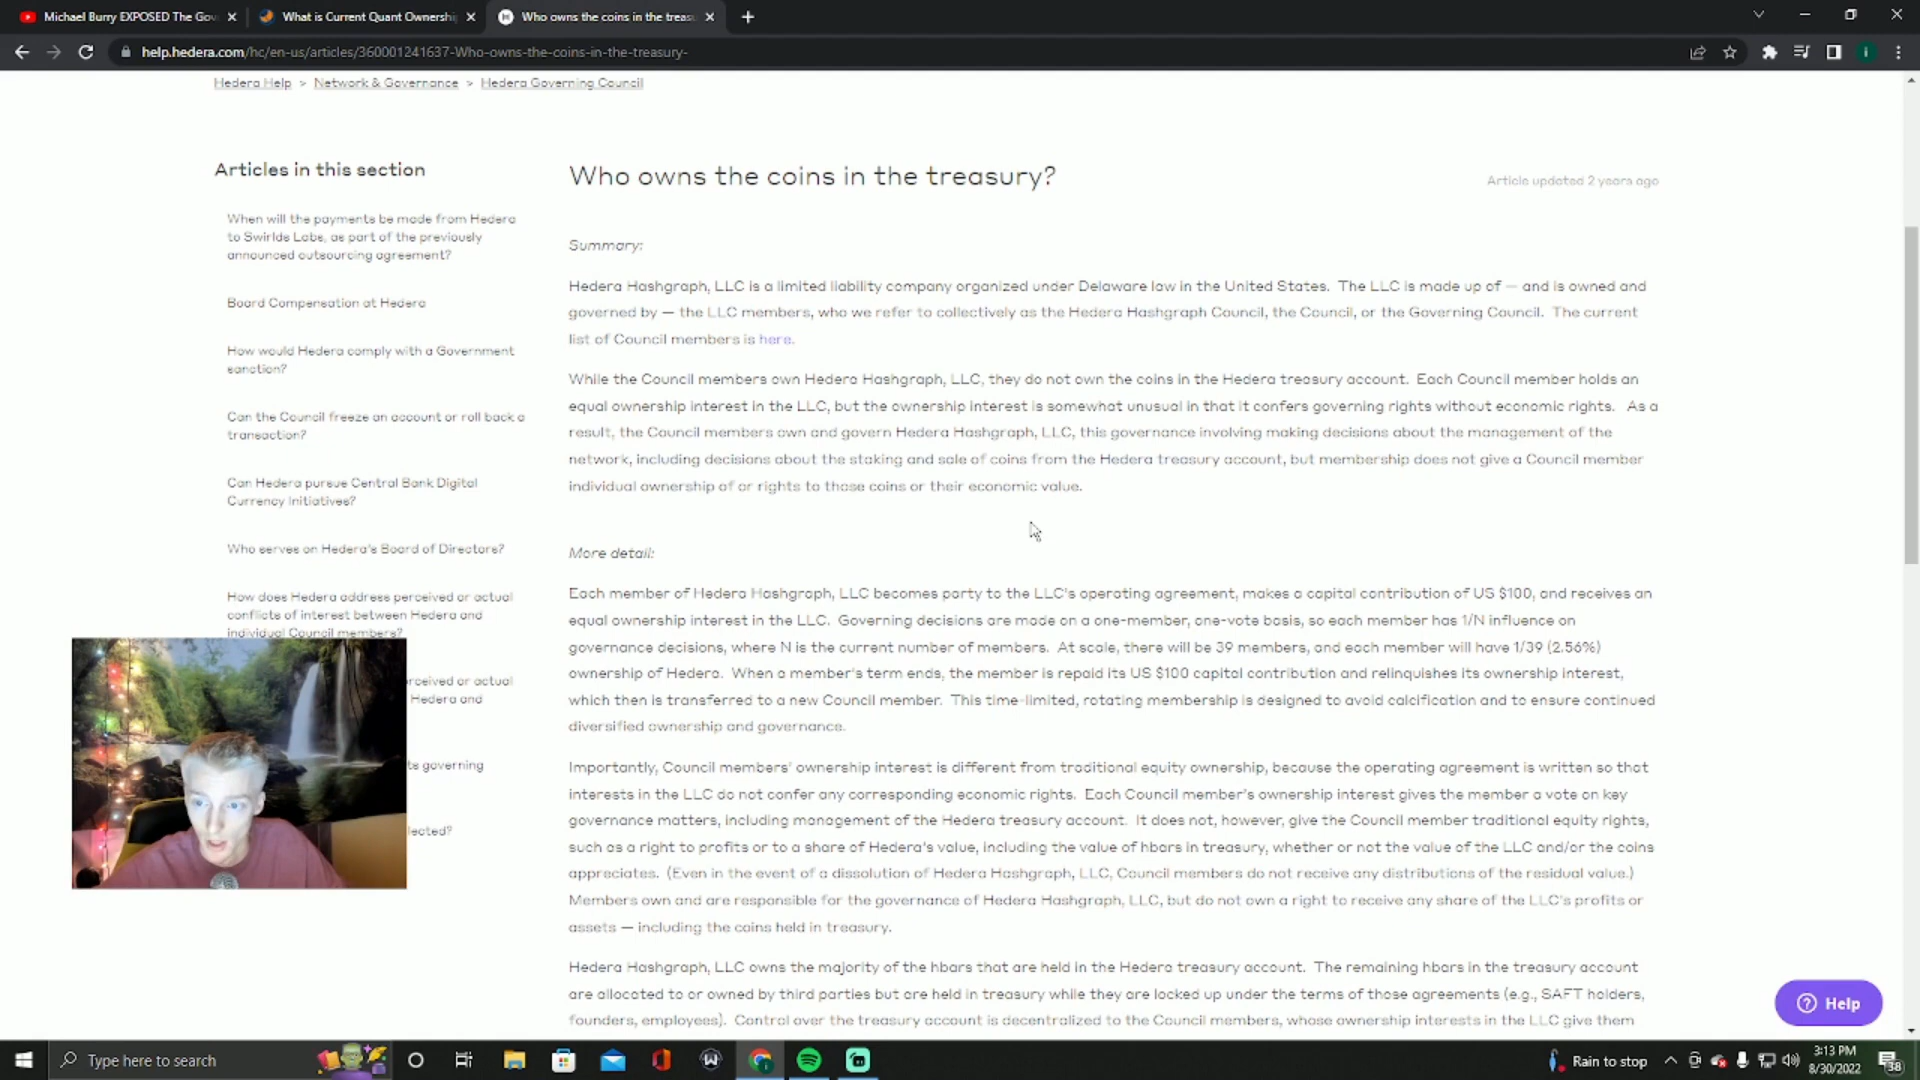 Michael Burry EXPOSED The Gov
What is Current Quant Ownership
Who owns the coins in the treas
help.hedera.com/hc/en-us/articles/360001241637-Who-owns-the-coins-in-the-treasury-
Hedera Help > Network & Governance > Hedera Governing Council
Articles in this section
When will the payments be made from Hedera
to Swirlds Labs, as part of the previously
announced outsourcing agreement?
Board Compensation at Hedera
How would Hedera comply with a Government
sanction?
Can the Council freeze an account or roll back a
transaction?
Can Hedera pursue Central Bank Digital
Currency Initiatives?
Who serves on Hedera's Board of Directors?
How does Hedera address perceived or actual
conflicts of interest between Hedera and
individual Council members?
rceived or actual
Hedera and
ts governing
lected?
Who owns the coins in the treasury?
Article updated 2 years ago
Summary:
Hedera Hashgraph, LLC is a limited liability company organized under Delaware law in the United States. The LLC is made up of — and is owned and
governed by — the LLC members, who we refer to collectively as the Hedera Hashgraph Council, the Council, or the Governing Council. The current
list of Council members is here.
While the Council members own Hedera Hashgraph, LLC, they do not own the coins in the Hedera treasury account. Each Council member holds an
equal ownership interest in the LLC, but the ownership interest is somewhat unusual in that it confers governing rights without economic rights. As a
result, the Council members own and govern Hedera Hashgraph, LLC, this governance involving making decisions about the management of the
network, including decisions about the staking and sale of coins from the Hedera treasury account, but membership does not give a Council member
individual ownership of or rights to those coins or their economic value.
More detail:
Each member of Hedera Hashgraph, LLC becomes party to the LLC's operating agreement, makes a capital contribution of US $100, and receives an
equal ownership interest in the LLC. Governing decisions are made on a one-member, one-vote basis, so each member has 1/N influence on
governance decisions, where N is the current number of members. At scale, there will be 39 members, and each member will have 1/39 (2.56%)
ownership of Hedera. When a member's term ends, the member is repaid its US $100 capital contribution and relinquishes its ownership interest,
which then is transferred to a new Council member. This time-limited, rotating membership is designed to avoid calcification and to ensure continued
diversified ownership and governance.
Importantly, Council members' ownership interest is different from traditional equity ownership, because the operating agreement is written so that
interests in the LLC do not confer any corresponding economic rights. Each Council member's ownership interest gives the member a vote on key
governance matters, including management of the Hedera treasury account. It does not, however, give the Council member traditional equity rights,
such as a right to profits or to a share of Hedera's value, including the value of hbars in treasury, whether or not the value of the LLC and/or the coins
appreciates. (Even in the event of a dissolution of Hedera Hashgraph, LLC, Council members do not receive any distributions of the residual value.)
Members own and are responsible for the governance of Hedera Hashgraph, LLC, but do not own a right to receive any share of the LLC's profits or
assets — including the coins held in treasury.
Hedera Hashgraph, LLC owns the majority of the hbars that are held in the Hedera treasury account. The remaining hbars in the treasury account
are allocated to or owned by third parties but are held in treasury while they are locked up under the terms of those agreements (e.g., SAFT holders,
founders, employees). Control over the treasury account is decentralized to the Council members, whose ownership interests in the LLC give them
Help
Type here to search
Rain to stop
3:13 PM
8/30/2022
38